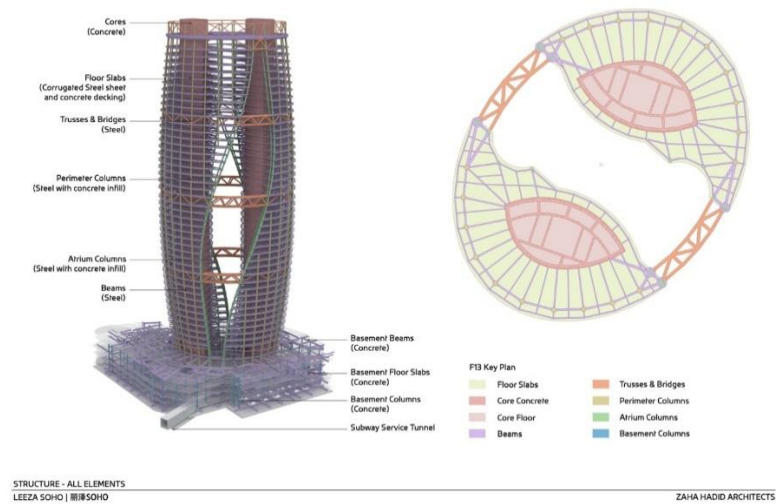 Cores
(Concrete)
Floor Slabs
(Corrugated Steel sheet
and concrete decking)
Trusses & Bridges
(Steel)
Perimeter Columns
(Steel with concrete infill)
Atrium Columns
(Steel with concrete infill)
Beams
(Steel)
Basement Beams
(Concrete)
Basement Floor Slabs
(Concrete)
Basement Columns
(Concrete)
Subway Service Tunnel
F13 Key Plan
Floor Slabs
Core Concrete
Core Floor
Beams
Trusses & Bridges
Perimeter Columns
Atrium Columns
Basement Columns
STRUCTURE - ALL ELEMENTS
LEEZA SOHO | 丽泽SOHO
ZAHA HADID ARCHITECTS